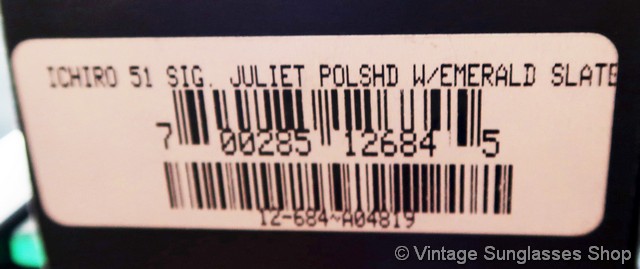 ICHIRO 51 SIG. JULIET POLSHD W/EMERALD SLATE
7 00285 12684 5
12-684~A04819
© Vintage Sunglasses Shop